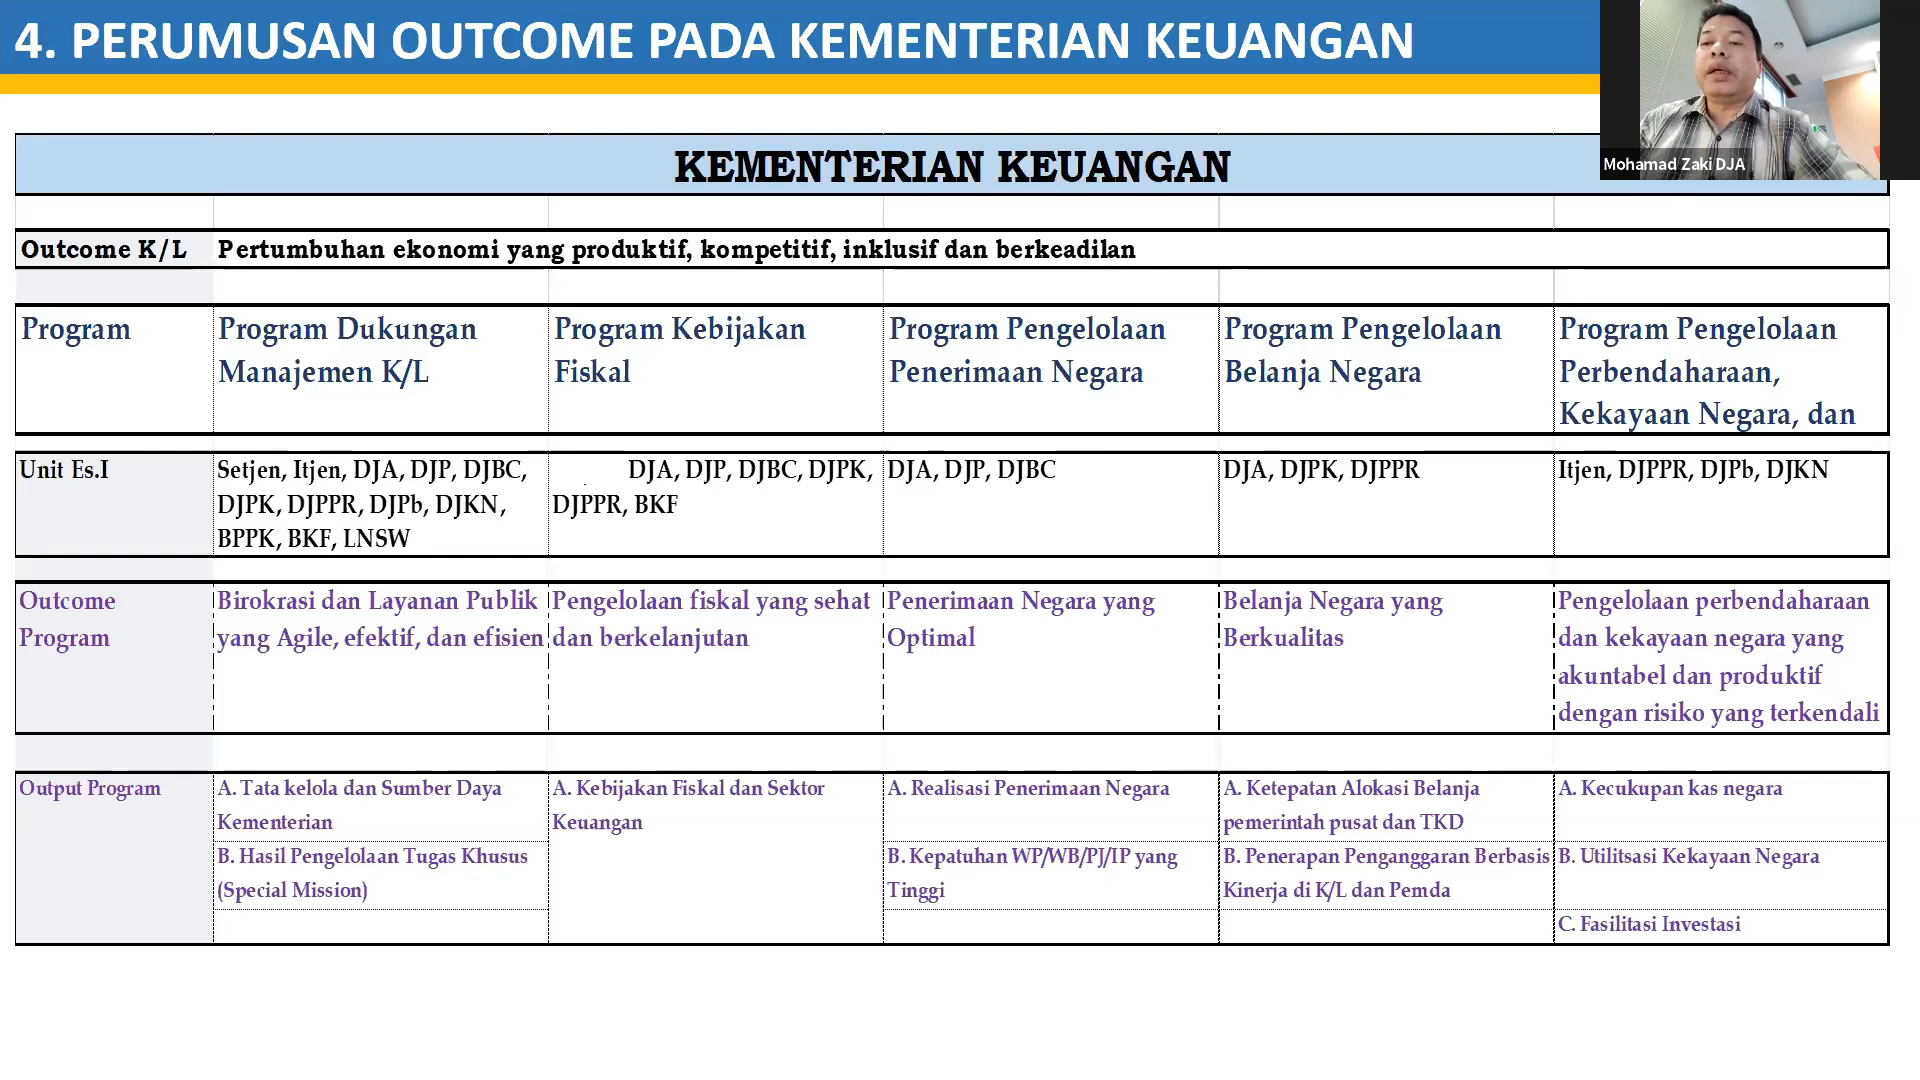 4. PERUMUSAN OUTCOME PADA KEMENTERIAN KEUANGAN
Mohamad Zaki DJA
KEMENTERIAN KEUANGAN
Outcome K/L
Pertumbuhan ekonomi yang produktif, kompetitif, inklusif dan berkeadilan
Program
Program Dukungan
Manajemen K/L
Program Kebijakan
Fiskal
Program Pengelolaan
Penerimaan Negara
Program Pengelolaan
Belanja Negara
Program Pengelolaan
Perbendaharaan,
Kekayaan Negara, dan
Unit Es.I
Setjen, Itjen, DJA, DJP, DJBC,
DJPK, DJPPR, DJPb, DJKN,
BPPK, BKF, LNSW
DJA, DJP, DJBC, DJPK,
DJPPR, BKF
DJA, DJP, DJBC
DJA, DJPK, DJPPR
Itjen, DJPPR, DJPb, DJKN
Outcome
Program
Birokrasi dan Layanan Publik
yang Agile, efektif, dan efisien
Pengelolaan fiskal yang sehat
dan berkelanjutan
Penerimaan Negara yang
Optimal
Belanja Negara yang
Berkualitas
Pengelolaan perbendaharaan
dan kekayaan negara yang
akuntabel dan produktif
dengan risiko yang terkendali
Output Program
A. Tata kelola dan Sumber Daya
Kementerian
B. Hasil Pengelolaan Tugas Khusus
(Special Mission)
A. Kebijakan Fiskal dan Sektor
Keuangan
A. Realisasi Penerimaan Negara
B. Kepatuhan WP/WB/PJ/IP yang
Tinggi
A. Ketepatan Alokasi Belanja
pemerintah pusat dan TKD
B. Penerapan Penganggaran Berbasis
Kinerja di K/L dan Pemda
A. Kecukupan kas negara
B. Utilitsasi Kekayaan Negara
C. Fasilitasi Investasi